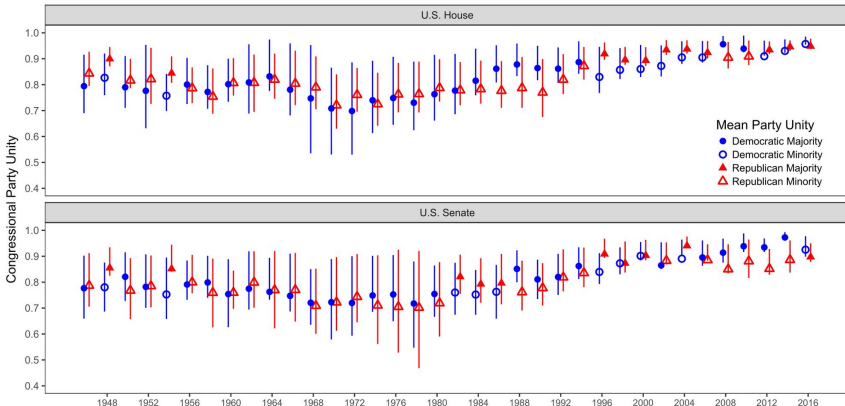 U.S. House
1.0
0.9
0.8
0.7
0.6
0.5
0.4
Mean Party Unity
Democratic Majority
Democratic Minority
Republican Majority
Republican Minority
Congressional Party Unity
U.S. Senate
1.0
0.9
0.8
0.7
0.6
0.5
0.4
1948 1952 1956 1960 1964 1968 1972 1976 1980 1984 1988 1992 1996 2000 2004 2008 2012 2016